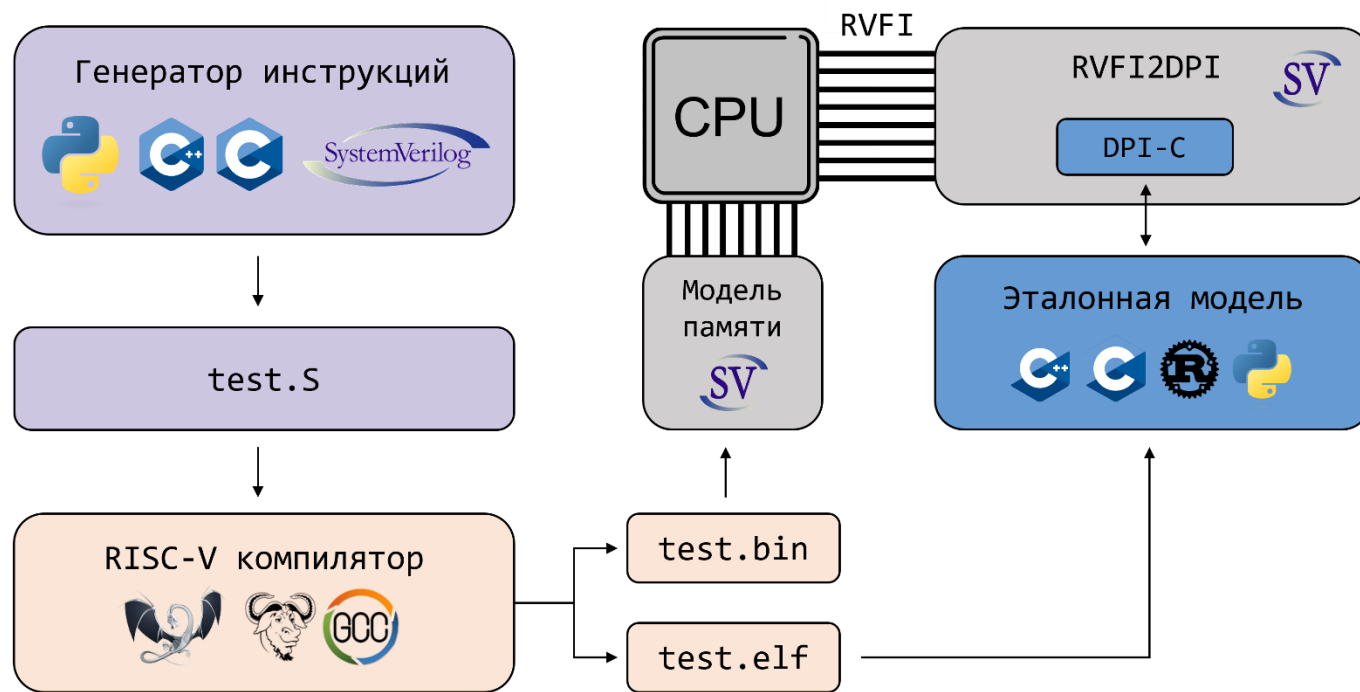 Генератор инструкций
C++
C
SystemVerilog
test.S
RISC-V компилятор
GCC
test.bin
test.elf
CPU
RVFI
RVFI2DPI
SV
DPI-C
Модель
памяти
SV
Эталонная модель
C++
C
R